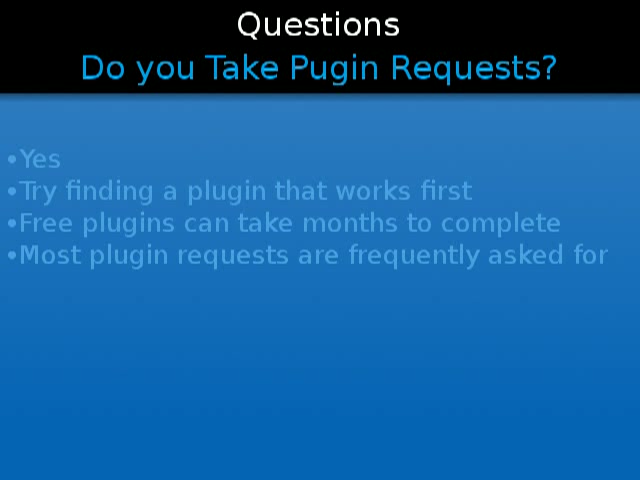 Questions
Do you Take Pugin Requests?
•Yes
•Try finding a plugin that works first
•Free plugins can take months to complete
•Most plugin requests are frequently asked for